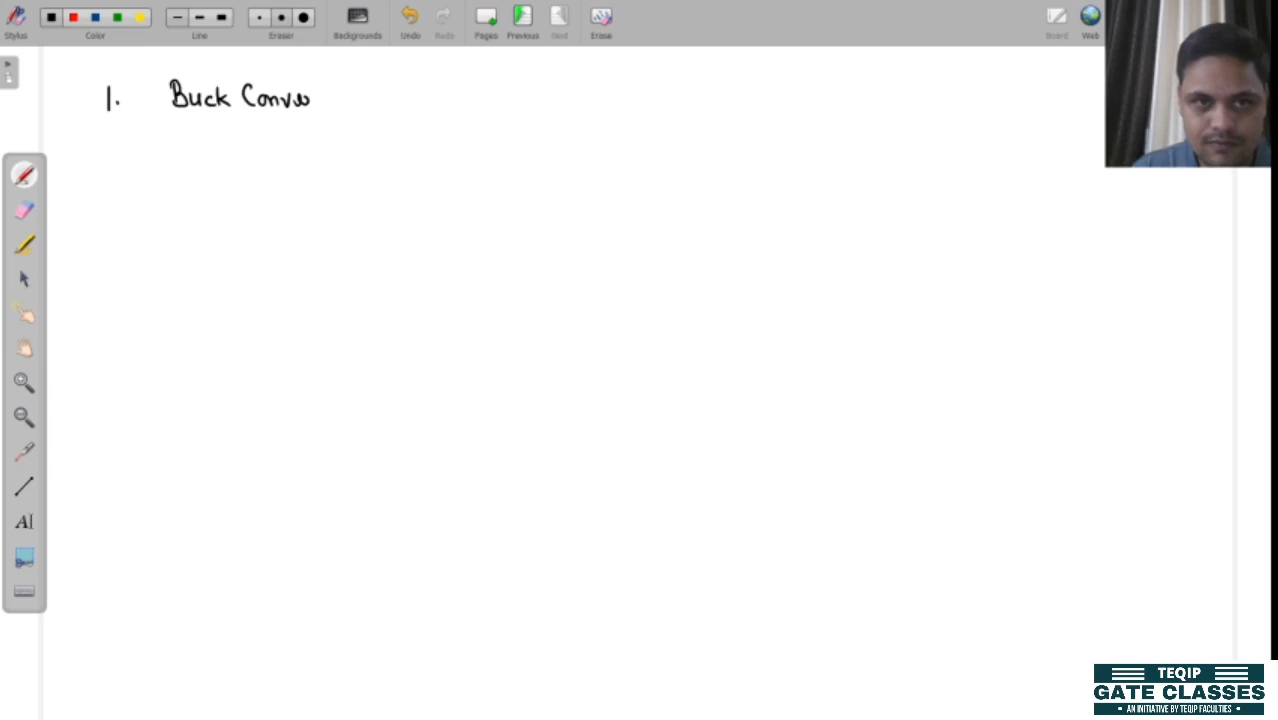 Stylus
Color
Line
Eraser
Backgrounds
Undo
Redo
Pages
Previous
Next
Erase
Board
Web
1. Buck Conve
AI
TEQIP
GATE CLASSES
• AN INITIATIVE BY TEQIP FACULTIES •